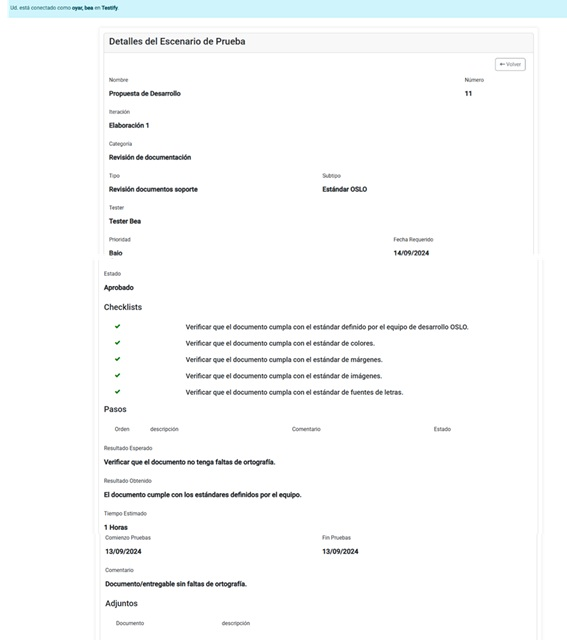 Ud. está conectado como oyar, bea en Testify.
Detalles del Escenario de Prueba
← Volver
Nombre Número
Propuesta de Desarrollo 11
Iteración
Elaboración 1
Categoría
Revisión de documentación
Tipo Subtipo
Revisión documentos soporte Estándar OSLO
Tester
Tester Bea
Prioridad Fecha Requerido
Bajo 14/09/2024
Estado
Aprobado
Checklists
Verificar que el documento cumpla con el estándar definido por el equipo de desarrollo OSLO.
Verificar que el documento cumpla con el estándar de colores.
Verificar que el documento cumpla con el estándar de márgenes.
Verificar que el documento cumpla con el estándar de imágenes.
Verificar que el documento cumpla con el estándar de fuentes de letras.
Pasos
Orden descripción Comentario Estado
Resultado Esperado
Verificar que el documento no tenga faltas de ortografía.
Resultado Obtenido
El documento cumple con los estándares definidos por el equipo.
Tiempo Estimado
1 Horas
Comienzo Pruebas Fin Pruebas
13/09/2024 13/09/2024
Comentario
Documento/entregable sin faltas de ortografía.
Adjuntos
Documento descripción